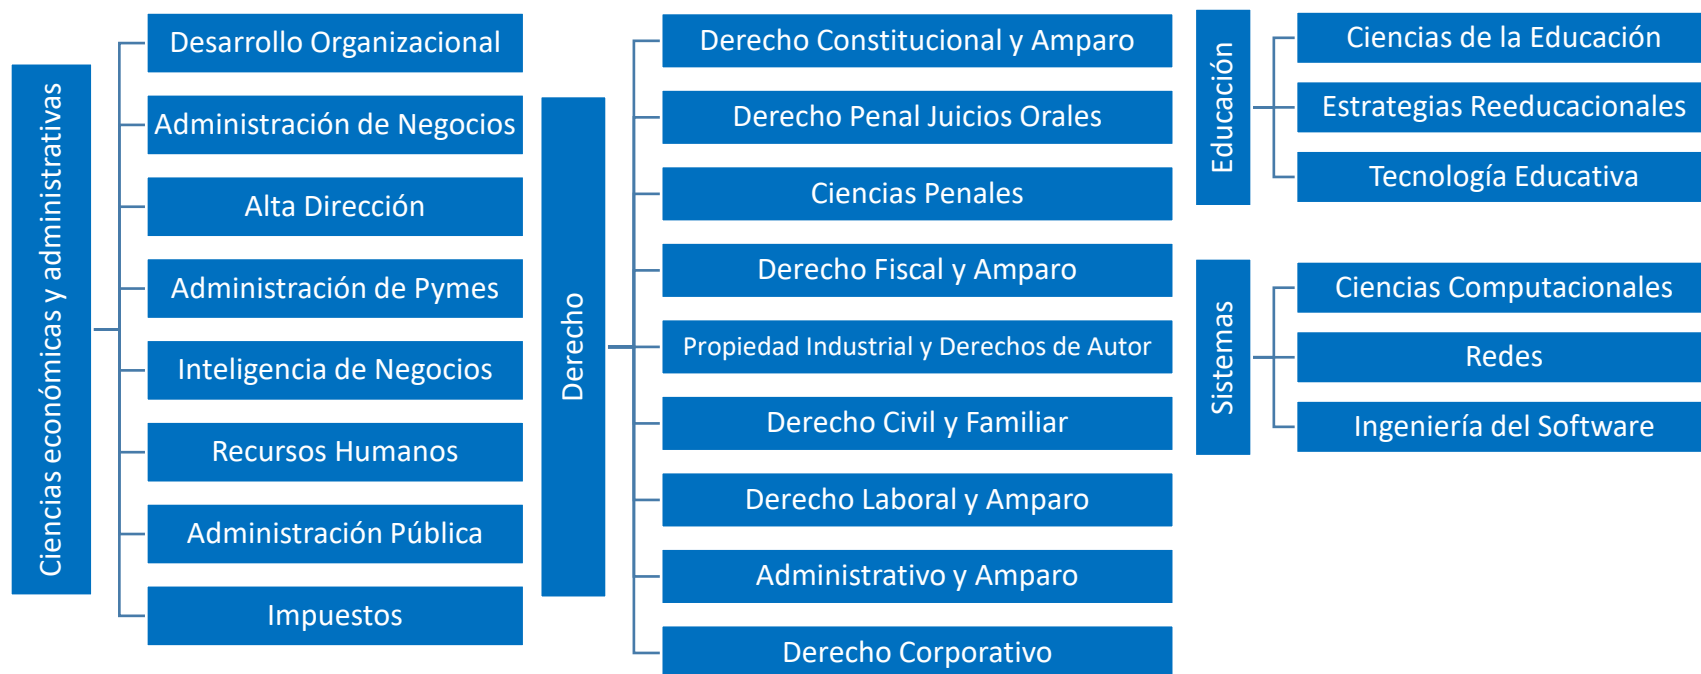 Ciencias económicas y administrativas
Desarrollo Organizacional
Administración de Negocios
Alta Dirección
Administración de Pymes
Inteligencia de Negocios
Recursos Humanos
Administración Pública
Impuestos
Derecho
Derecho Constitucional y Amparo
Derecho Penal Juicios Orales
Ciencias Penales
Derecho Fiscal y Amparo
Propiedad Industrial y Derechos de Autor
Derecho Civil y Familiar
Derecho Laboral y Amparo
Administrativo y Amparo
Derecho Corporativo
Educación
Ciencias de la Educación
Estrategias Reeducacionales
Tecnología Educativa
Sistemas
Ciencias Computacionales
Redes
Ingeniería del Software